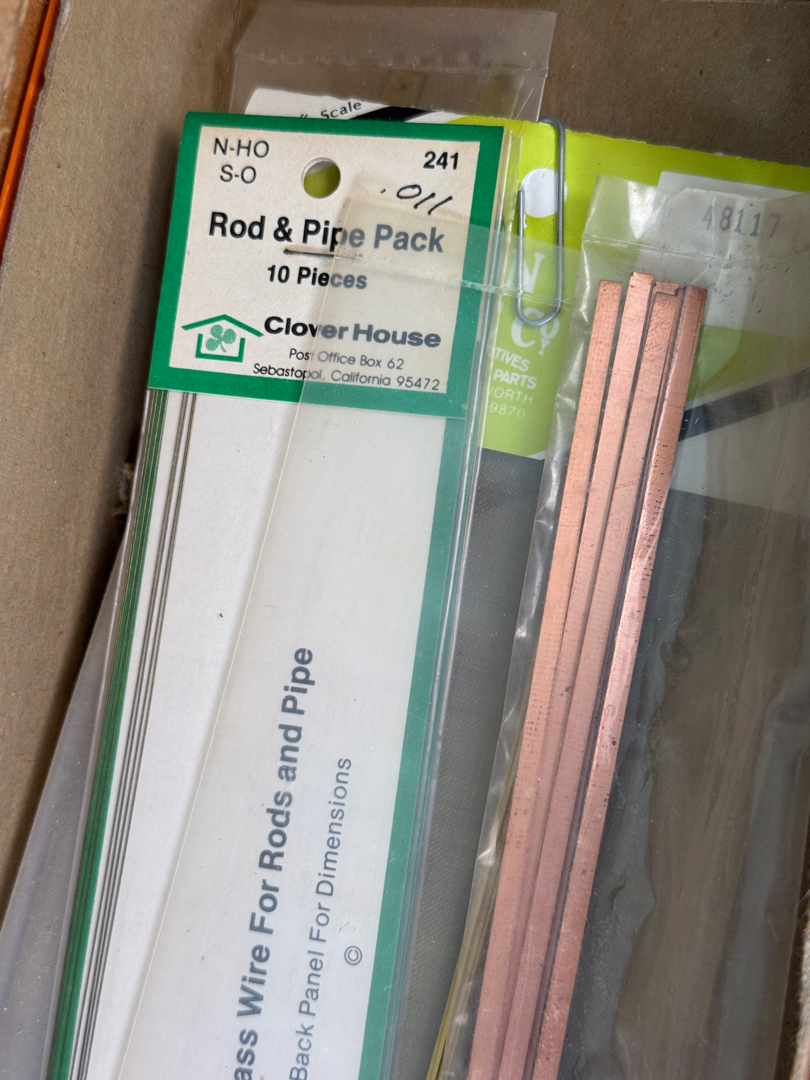 Scale
N-HO
S-O
241
.011
Rod & Pipe Pack
10 Pieces
Clover House
Post Office Box 62
Sebastopol, California 95472
ass Wire For Rods and Pipe
Back Panel For Dimensions
©
48117
N
Co
Y.
TIVES
PARTS
ORTH
9870